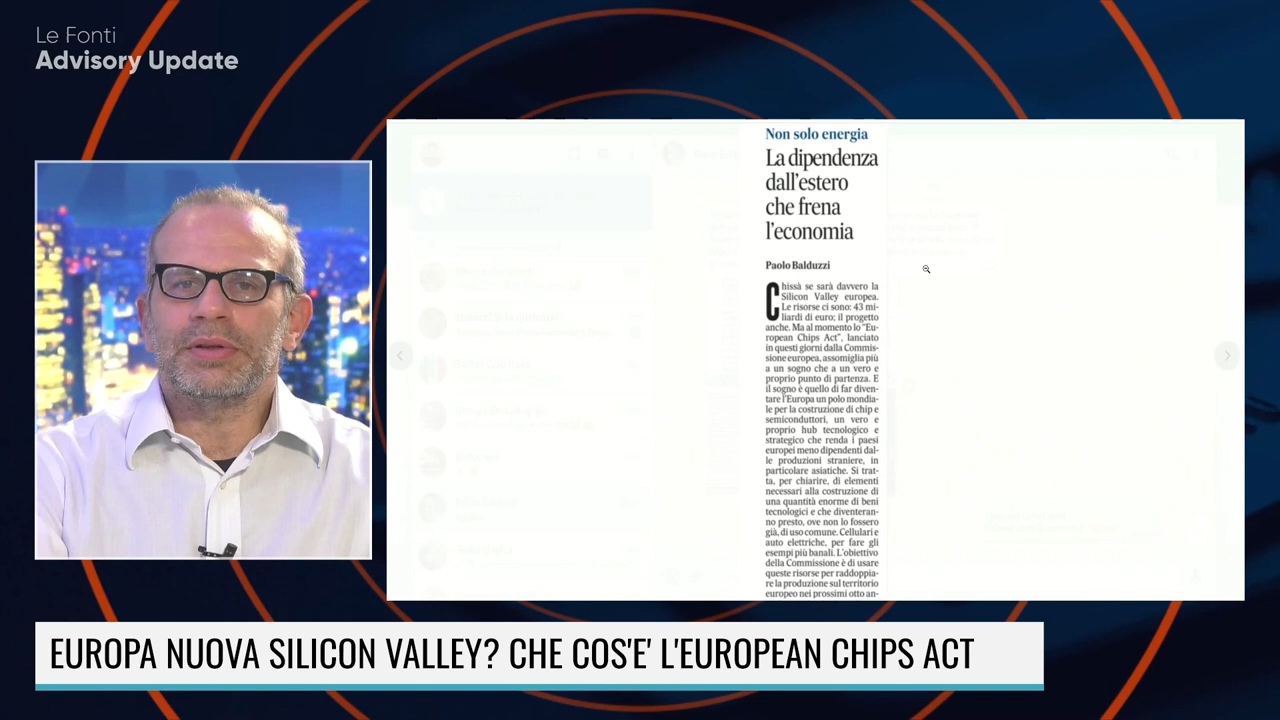 Le Fonti
Advisory Update
Non solo energia
La dipendenza
dall'estero
che frena
l'economia
Paolo Balduzzi
Chissà se sarà davvero la
Silicon Valley europea.
Le risorse ci sono: 43 mi-
liardi di euro; il progetto
anche. Ma al momento lo "Eu-
ropean Chips Act", lanciato
in questi giorni dalla Commis-
sione europea, assomiglia più
a un sogno che a un vero e
proprio punto di partenza. E
il sogno è quello di far diven-
tare l'Europa un polo mondia-
le per la costruzione di chip e
semiconduttori, un vero e
proprio hub tecnologico e
strategico che renda i paesi
europei meno dipendenti dal-
le produzioni straniere, in
particolare asiatiche. Si trat-
ta, per chiarire, di elementi
necessari alla costruzione di
una quantità enorme di beni
tecnologici e che diventeran-
no presto, ove non lo fossero
già, di uso comune. Cellulari e
auto elettriche, per fare gli
esempi più banali. L'obiettivo
della Commissione è di usare
queste risorse per raddoppia-
re la produzione sul territorio
europeo nei prossimi otto an-
EUROPA NUOVA SILICON VALLEY? CHE COS'E' L'EUROPEAN CHIPS ACT